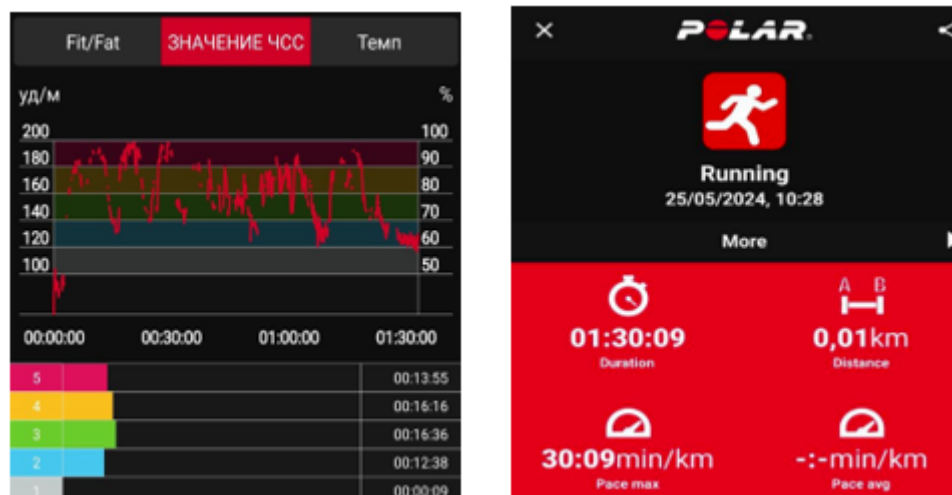 Fit/Fat ЗНАЧЕНИЕ ЧСС Темп
уд/м %
200 100
180 90
160 80
140 70
120 60
100 50
00:00:00 00:30:00 01:00:00 01:30:00
5 00:13:55
4 00:16:16
3 00:16:36
2 00:12:38
1 00:00:09
POLAR
Running
25/05/2024, 10:28
More
A B
01:30:09 0,01km
Duration Distance
30:09min/km -:-min/km
Pace max Pace avg